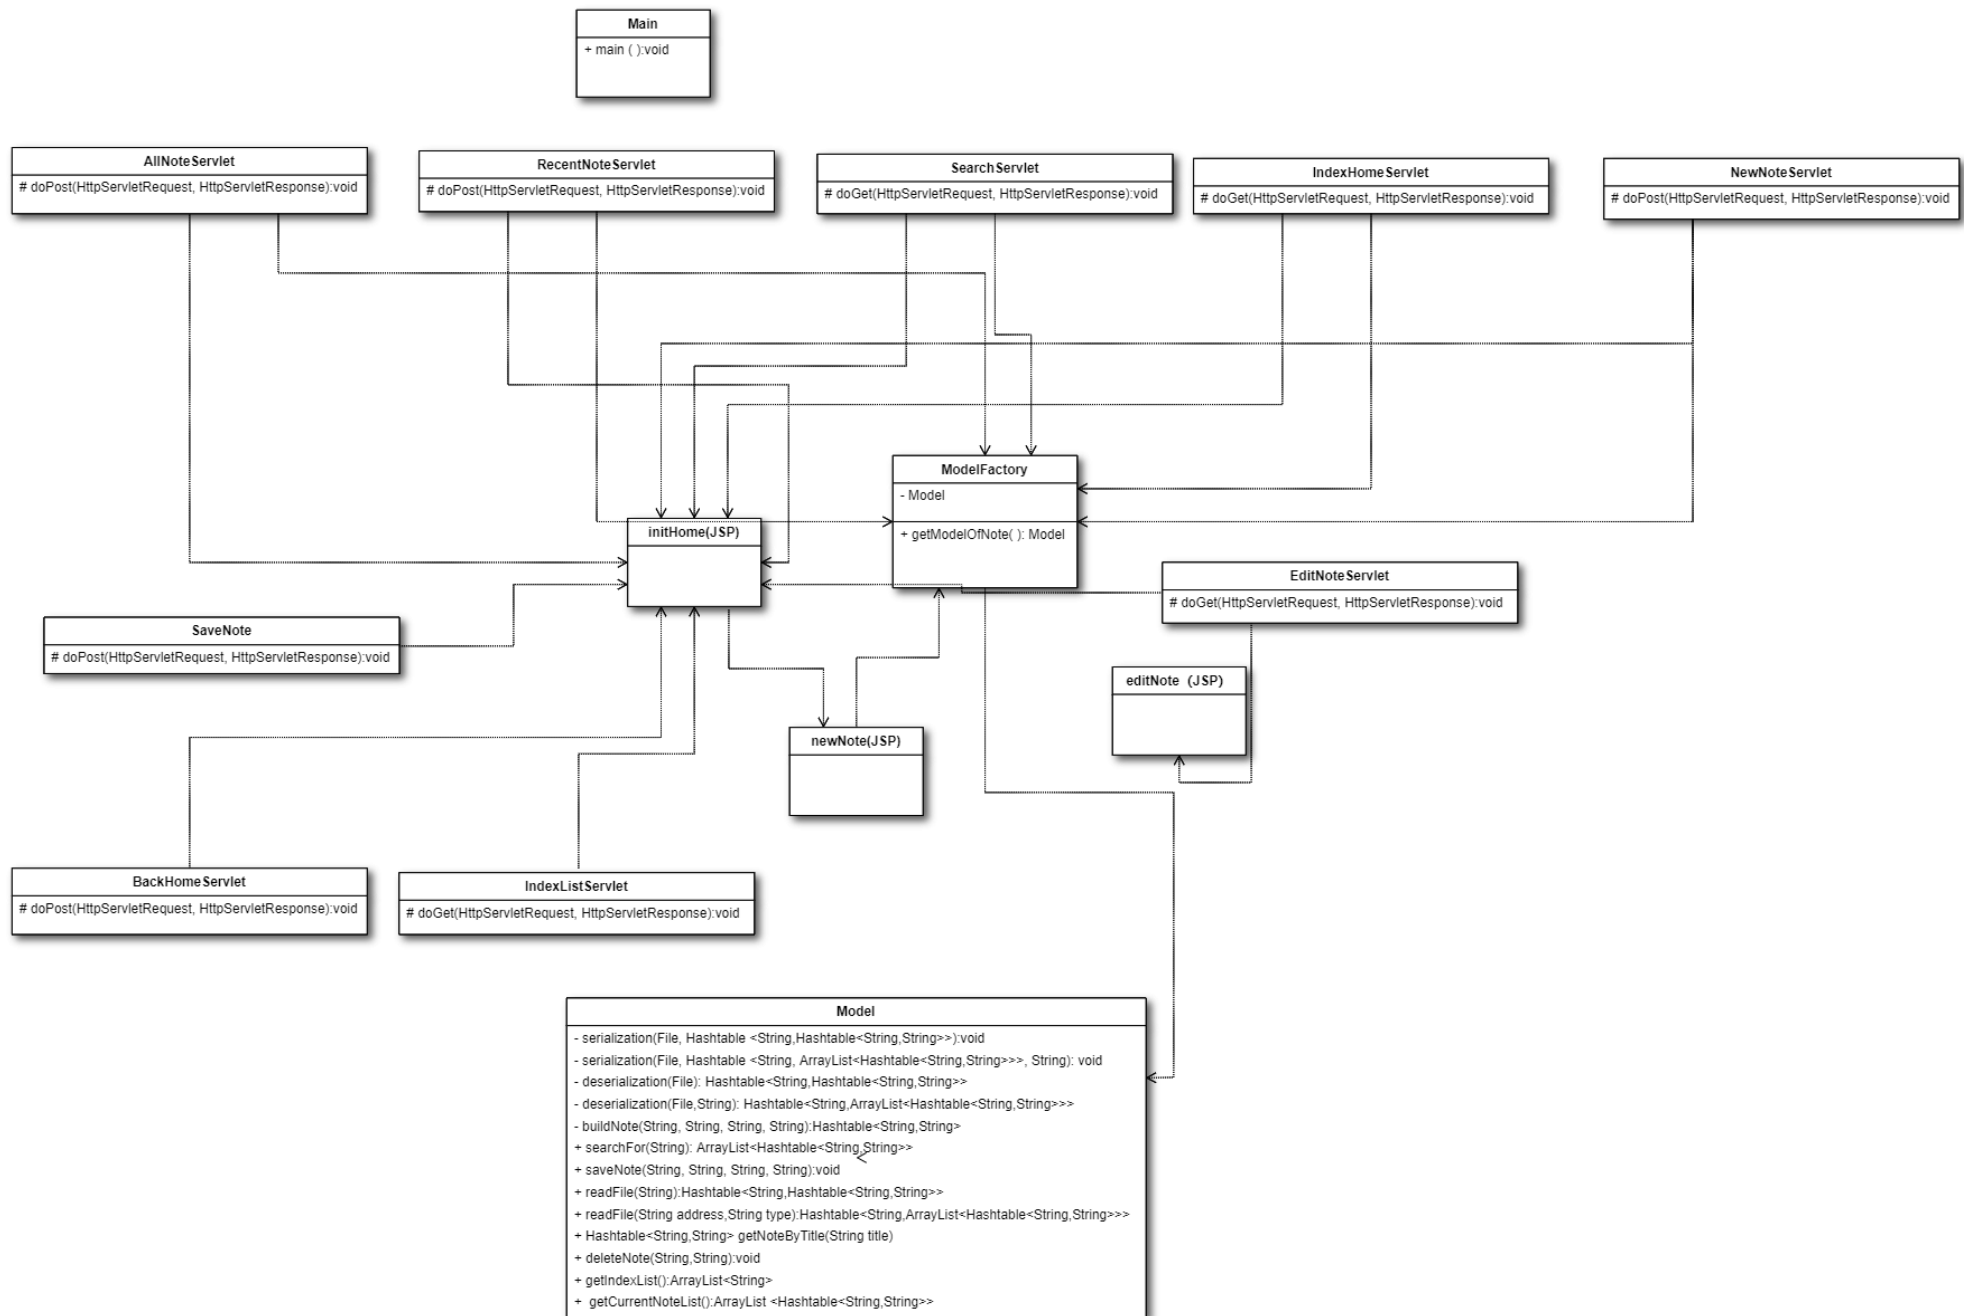 Main
+ main ( ):void
AllNoteServlet
# doPost(HttpServletRequest, HttpServletResponse):void
RecentNoteServlet
# doPost(HttpServletRequest, HttpServletResponse):void
SearchServlet
# doGet(HttpServletRequest, HttpServletResponse):void
IndexHomeServlet
# doGet(HttpServletRequest, HttpServletResponse):void
NewNoteServlet
# doPost(HttpServletRequest, HttpServletResponse):void
ModelFactory
- Model
+ getModelOfNote( ): Model
initHome(JSP)
EditNoteServlet
# doGet(HttpServletRequest, HttpServletResponse):void
SaveNote
# doPost(HttpServletRequest, HttpServletResponse):void
editNote (JSP)
newNote(JSP)
BackHomeServlet
# doPost(HttpServletRequest, HttpServletResponse):void
IndexListServlet
# doGet(HttpServletRequest, HttpServletResponse):void
Model
- serialization(File, Hashtable <String,Hashtable<String,String>>):void
- serialization(File, Hashtable <String, ArrayList<Hashtable<String,String>>>, String): void
- deserialization(File): Hashtable<String,Hashtable<String,String>>
- deserialization(File,String): Hashtable<String,ArrayList<Hashtable<String,String>>>
- buildNote(String, String, String, String):Hashtable<String,String>
+ searchFor(String): ArrayList<Hashtable<String,String>>
+ saveNote(String, String, String, String):void
+ readFile(String):Hashtable<String,Hashtable<String,String>>
+ readFile(String address,String type):Hashtable<String,ArrayList<Hashtable<String,String>>>
+ Hashtable<String,String> getNoteByTitle(String title)
+ deleteNote(String,String):void
+ getIndexList():ArrayList<String>
+ getCurrentNoteList():ArrayList <Hashtable<String,String>>